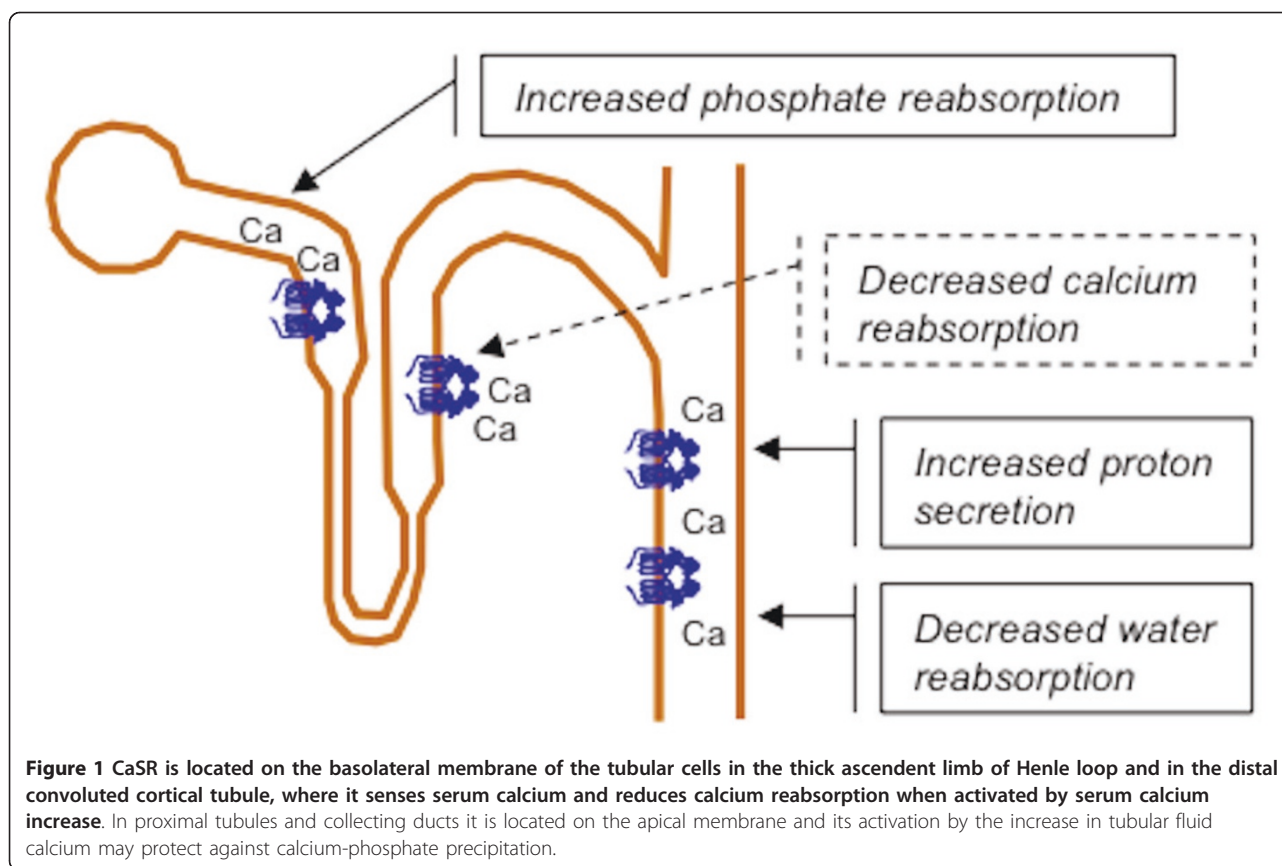 Increased phosphate reabsorption
Ca
Ca
Decreased calcium
reabsorption
Ca
Ca
Ca
Increased proton
secretion
Ca
Ca
Decreased water
reabsorption
Figure 1 CaSR is located on the basolateral membrane of the tubular cells in the thick ascendent limb of Henle loop and in the distal
convoluted cortical tubule, where it senses serum calcium and reduces calcium reabsorption when activated by serum calcium
increase. In proximal tubules and collecting ducts it is located on the apical membrane and its activation by the increase in tubular fluid
calcium may protect against calcium-phosphate precipitation.